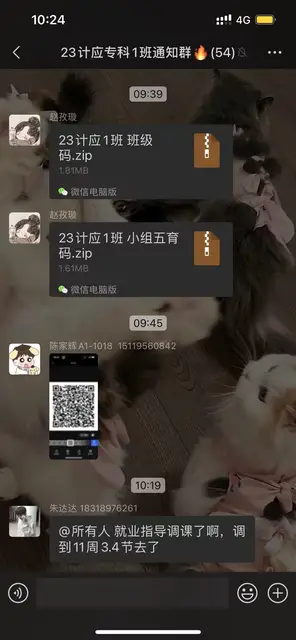 10:24
4G
23计应专科1班通知群🔥(54)
09:39
赵孜璇
23计应1班 班级
码.zip
1.81MB
微信电脑版
赵孜璇
23计应1班 小组五育
码.zip
1.61MB
微信电脑版
09:45
陈家辉A1-1018 15119560842
10:19
朱达达 18318976261
@所有人 就业指导调课了啊，调
到11周3.4节去了